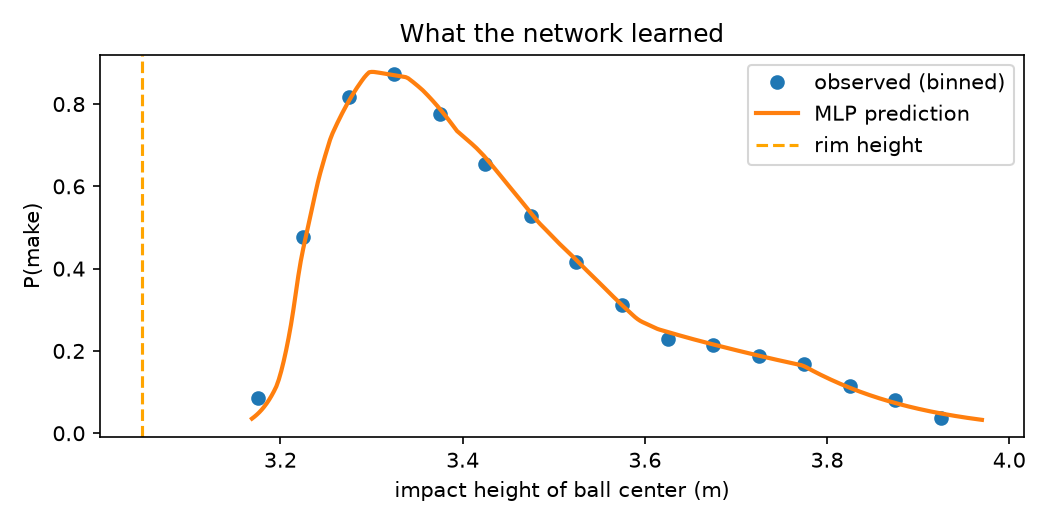 What the network learned
observed (binned)
MLP prediction
rim height
P(make)
0.8
0.6
0.4
0.2
0.0
3.2 3.4 3.6 3.8 4.0
impact height of ball center (m)